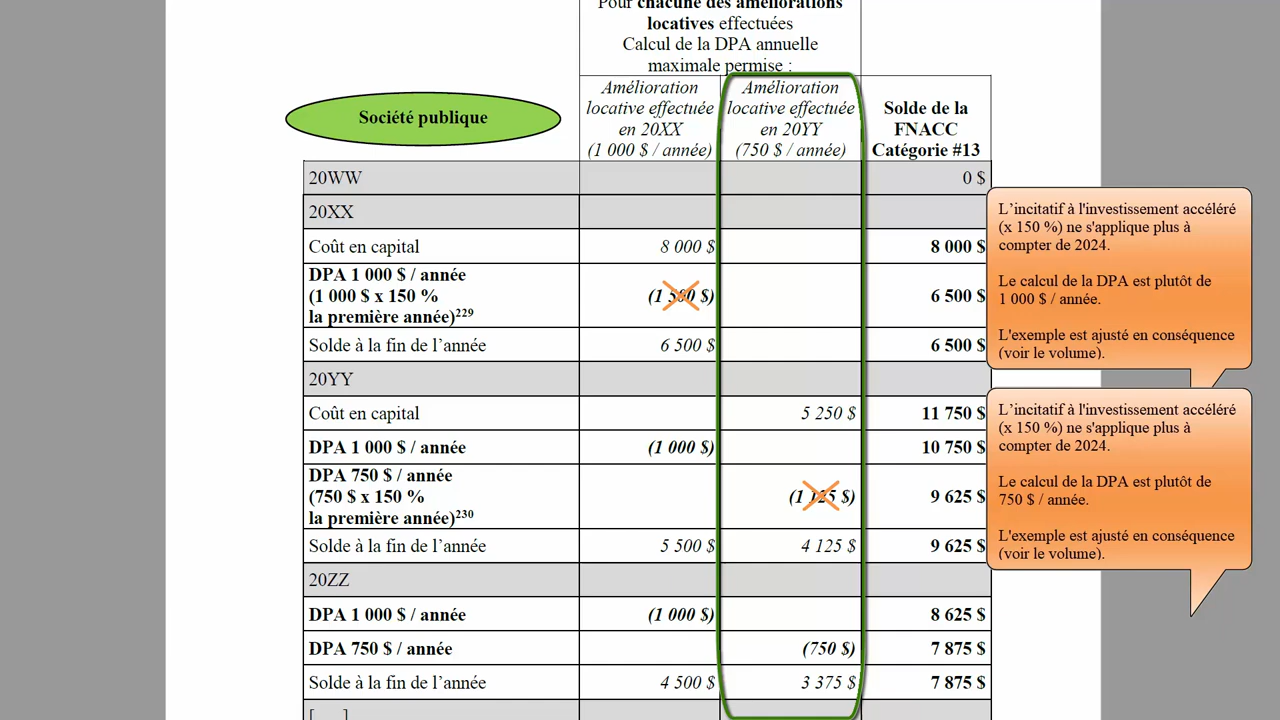 Pour chacune des améliorations
locatives effectuées
Calcul de la DPA annuelle
maximale permise :
Société publique
Amélioration
locative effectuée
en 20XX
(1 000 $ / année)
Amélioration
locative effectuée
en 20YY
(750 $ / année)
Solde de la
FNACC
Catégorie #13
20WW 0 $
20XX
Coût en capital 8 000 $ 8 000 $
DPA 1 000 $ / année
(1 000 $ x 150 %
la première année)229
(1 500 $) 6 500 $
Solde à la fin de l’année 6 500 $ 6 500 $
20YY
Coût en capital 5 250 $ 11 750 $
DPA 1 000 $ / année (1 000 $) 10 750 $
DPA 750 $ / année
(750 $ x 150 %
la première année)230
(1 125 $) 9 625 $
Solde à la fin de l’année 5 500 $ 4 125 $ 9 625 $
20ZZ
DPA 1 000 $ / année (1 000 $) 8 625 $
DPA 750 $ / année (750 $) 7 875 $
Solde à la fin de l’année 4 500 $ 3 375 $ 7 875 $
[…..]
L’incitatif à l'investissement accéléré
(x 150 %) ne s'applique plus à
compter de 2024.
Le calcul de la DPA est plutôt de
1 000 $ / année.
L'exemple est ajusté en conséquence
(voir le volume).
L’incitatif à l'investissement accéléré
(x 150 %) ne s'applique plus à
compter de 2024.
Le calcul de la DPA est plutôt de
750 $ / année.
L'exemple est ajusté en conséquence
(voir le volume).